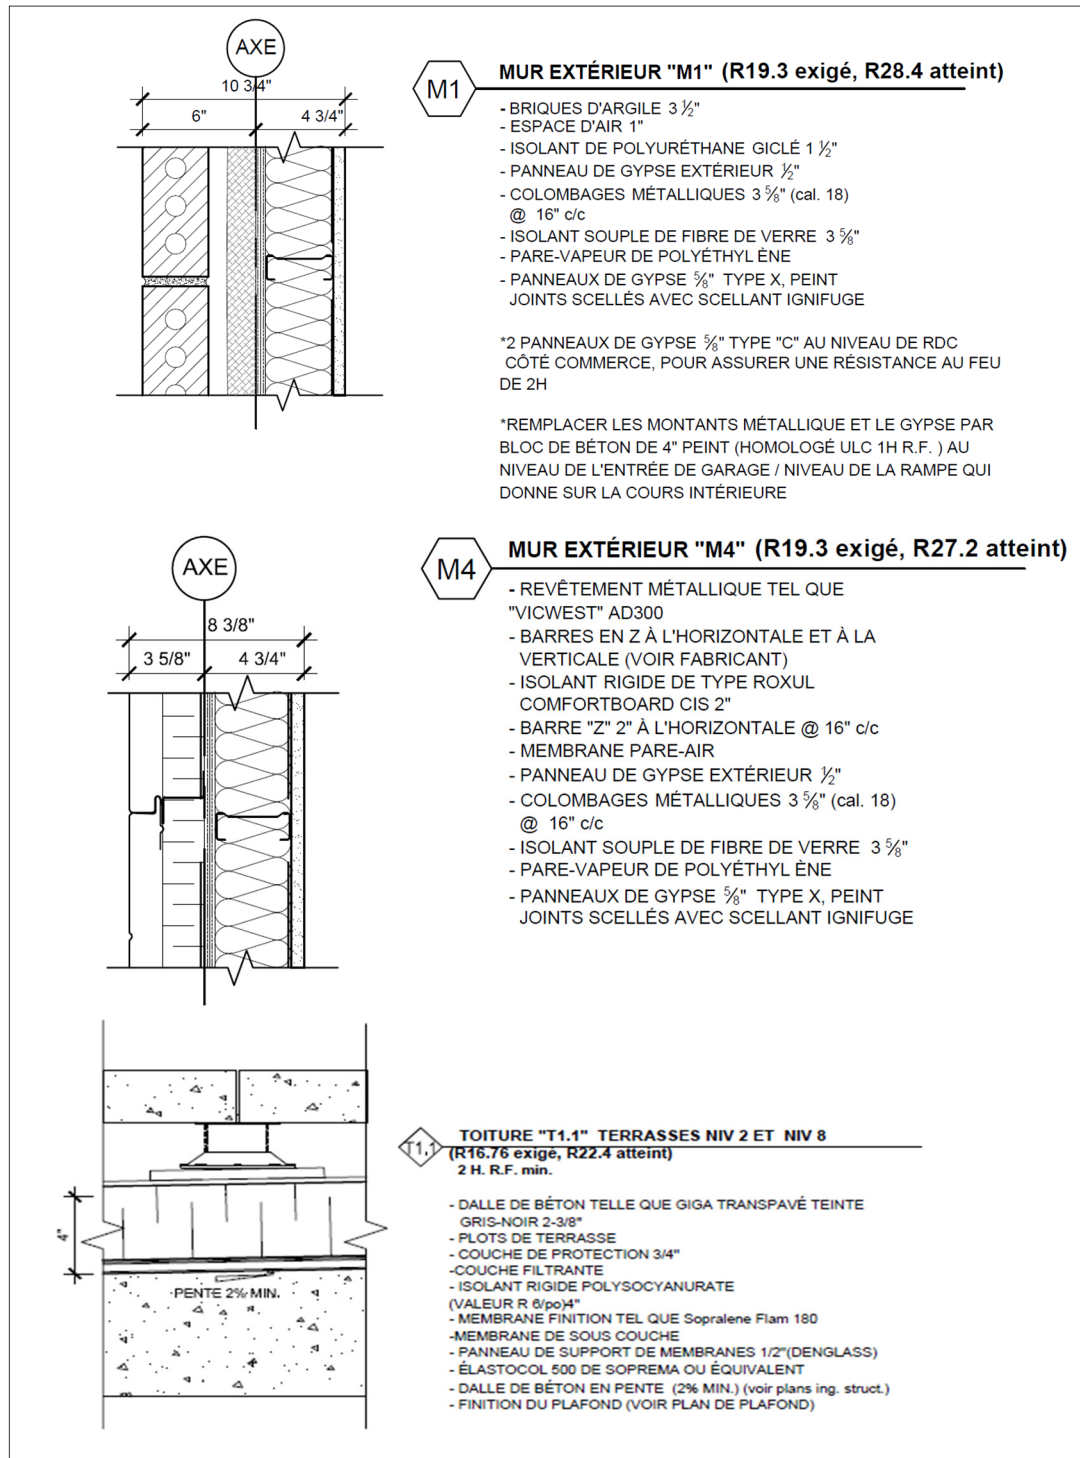 AXE
10 3/4"
6"
4 3/4"
M1
MUR EXTÉRIEUR "M1" (R19.3 exigé, R28.4 atteint)
- BRIQUES D'ARGILE 3 ½"
- ESPACE D'AIR 1"
- ISOLANT DE POLYURÉTHANE GICLÉ 1 ½"
- PANNEAU DE GYPSE EXTÉRIEUR ½"
- COLOMBAGES MÉTALLIQUES 3 ⅝" (cal. 18)
@ 16" c/c
- ISOLANT SOUPLE DE FIBRE DE VERRE 3 ⅝"
- PARE-VAPEUR DE POLYÉTHYL ÈNE
- PANNEAUX DE GYPSE ⅝" TYPE X, PEINT
JOINTS SCELLÉS AVEC SCELLANT IGNIFUGE
*2 PANNEAUX DE GYPSE ⅝" TYPE "C" AU NIVEAU DE RDC
CÔTÉ COMMERCE, POUR ASSURER UNE RÉSISTANCE AU FEU
DE 2H
*REMPLACER LES MONTANTS MÉTALLIQUE ET LE GYPSE PAR
BLOC DE BÉTON DE 4" PEINT (HOMOLOGÉ ULC 1H R.F. ) AU
NIVEAU DE L'ENTRÉE DE GARAGE / NIVEAU DE LA RAMPE QUI
DONNE SUR LA COURS INTÉRIEURE
AXE
8 3/8"
3 5/8"
4 3/4"
M4
MUR EXTÉRIEUR "M4" (R19.3 exigé, R27.2 atteint)
- REVÊTEMENT MÉTALLIQUE TEL QUE
"VICWEST" AD300
- BARRES EN Z À L'HORIZONTALE ET À LA
VERTICALE (VOIR FABRICANT)
- ISOLANT RIGIDE DE TYPE ROXUL
COMFORTBOARD CIS 2"
- BARRE "Z" 2" À L'HORIZONTALE @ 16" c/c
- MEMBRANE PARE-AIR
- PANNEAU DE GYPSE EXTÉRIEUR ½"
- COLOMBAGES MÉTALLIQUES 3 ⅝" (cal. 18)
@ 16" c/c
- ISOLANT SOUPLE DE FIBRE DE VERRE 3 ⅝"
- PARE-VAPEUR DE POLYÉTHYL ÈNE
- PANNEAUX DE GYPSE ⅝" TYPE X, PEINT
JOINTS SCELLÉS AVEC SCELLANT IGNIFUGE
4"
PENTE 2% MIN.
T1.1
TOITURE "T1.1" TERRASSES NIV 2 ET NIV 8
(R16.76 exigé, R22.4 atteint)
2 H. R.F. min.
- DALLE DE BÉTON TELLE QUE GIGA TRANSPAVÉ TEINTE
GRIS-NOIR 2-3/8"
- PLOTS DE TERRASSE
- COUCHE DE PROTECTION 3/4"
-COUCHE FILTRANTE
- ISOLANT RIGIDE POLYSOCYANURATE
(VALEUR R 6/po)4"
- MEMBRANE FINITION TEL QUE Sopralene Flam 180
-MEMBRANE DE SOUS COUCHE
- PANNEAU DE SUPPORT DE MEMBRANES 1/2"(DENGLASS)
- ÉLASTOCOL 500 DE SOPREMA OU ÉQUIVALENT
- DALLE DE BÉTON EN PENTE (2% MIN.) (voir plans ing. struct.)
- FINITION DU PLAFOND (VOIR PLAN DE PLAFOND)